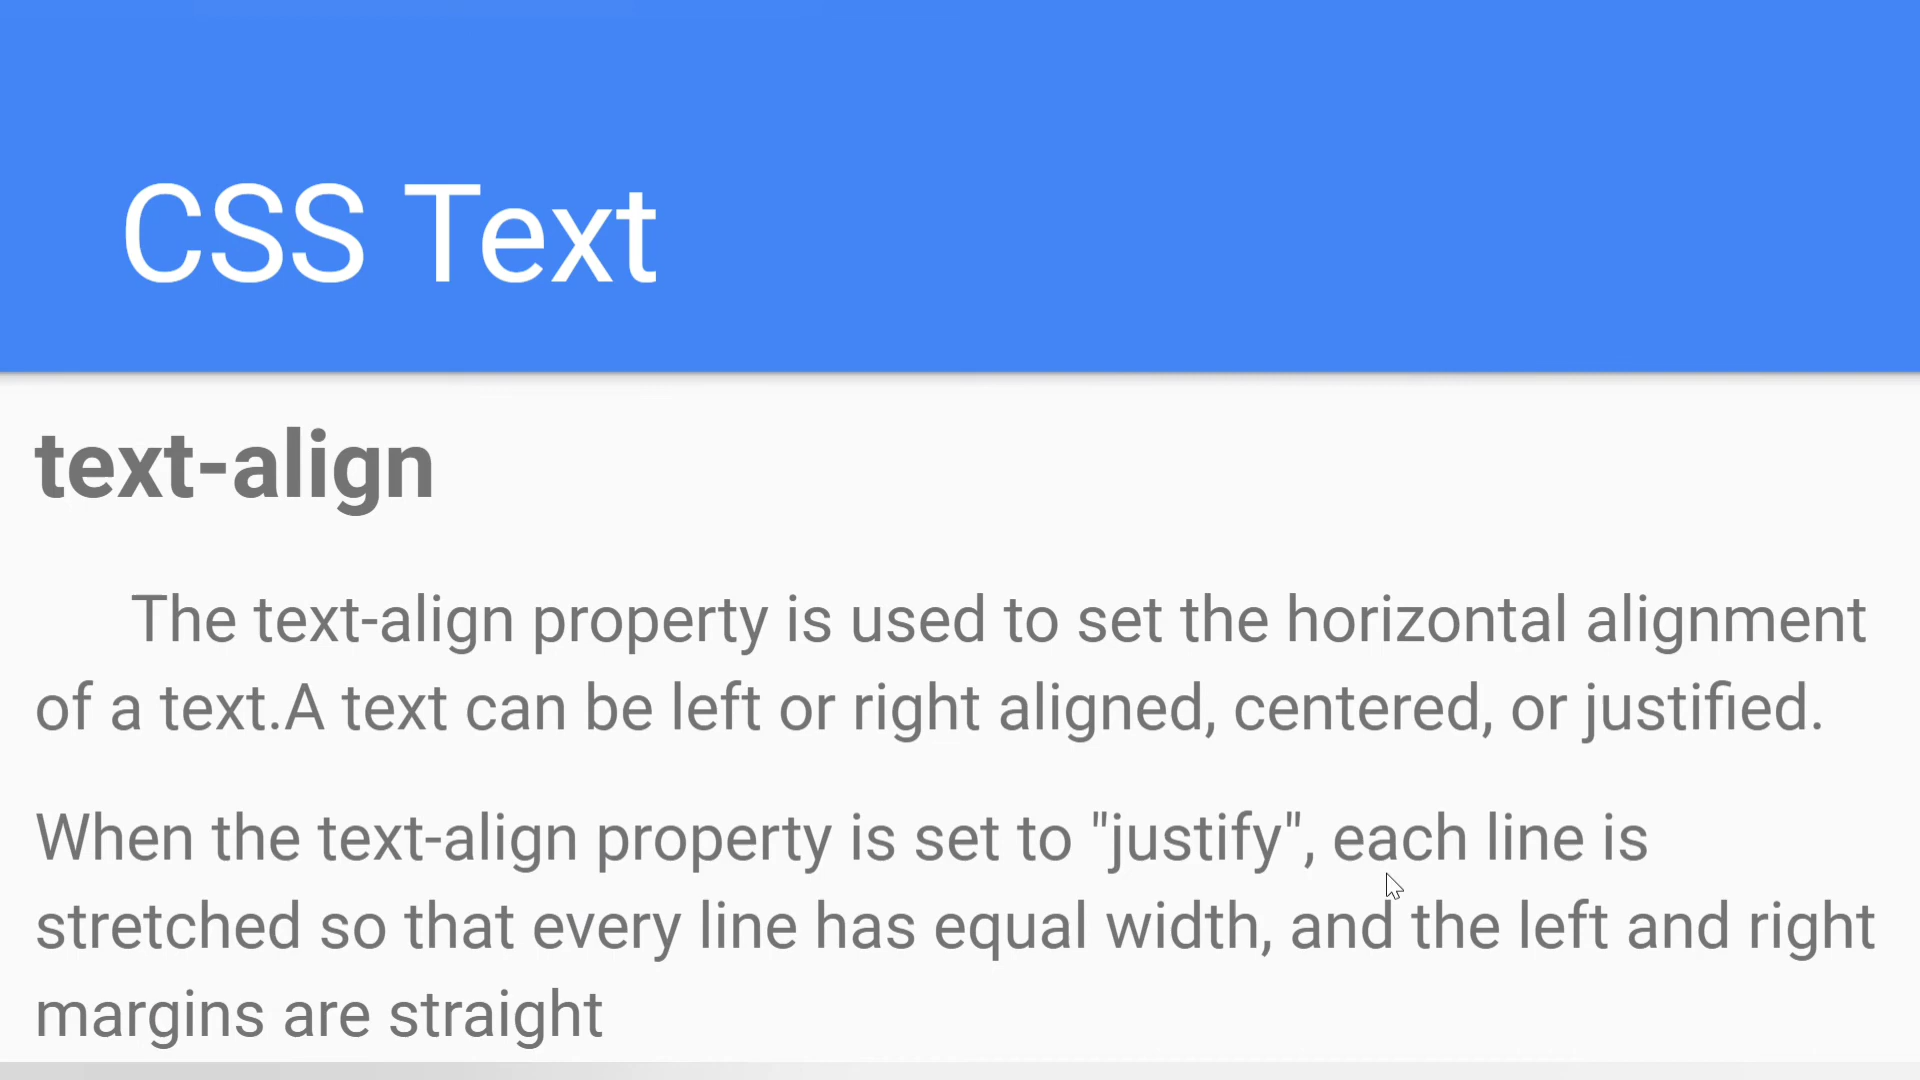 CSS Text
text-align
The text-align property is used to set the horizontal alignment
of a text.A text can be left or right aligned, centered, or justified.
When the text-align property is set to "justify", each line is
stretched so that every line has equal width, and the left and right
margins are straight